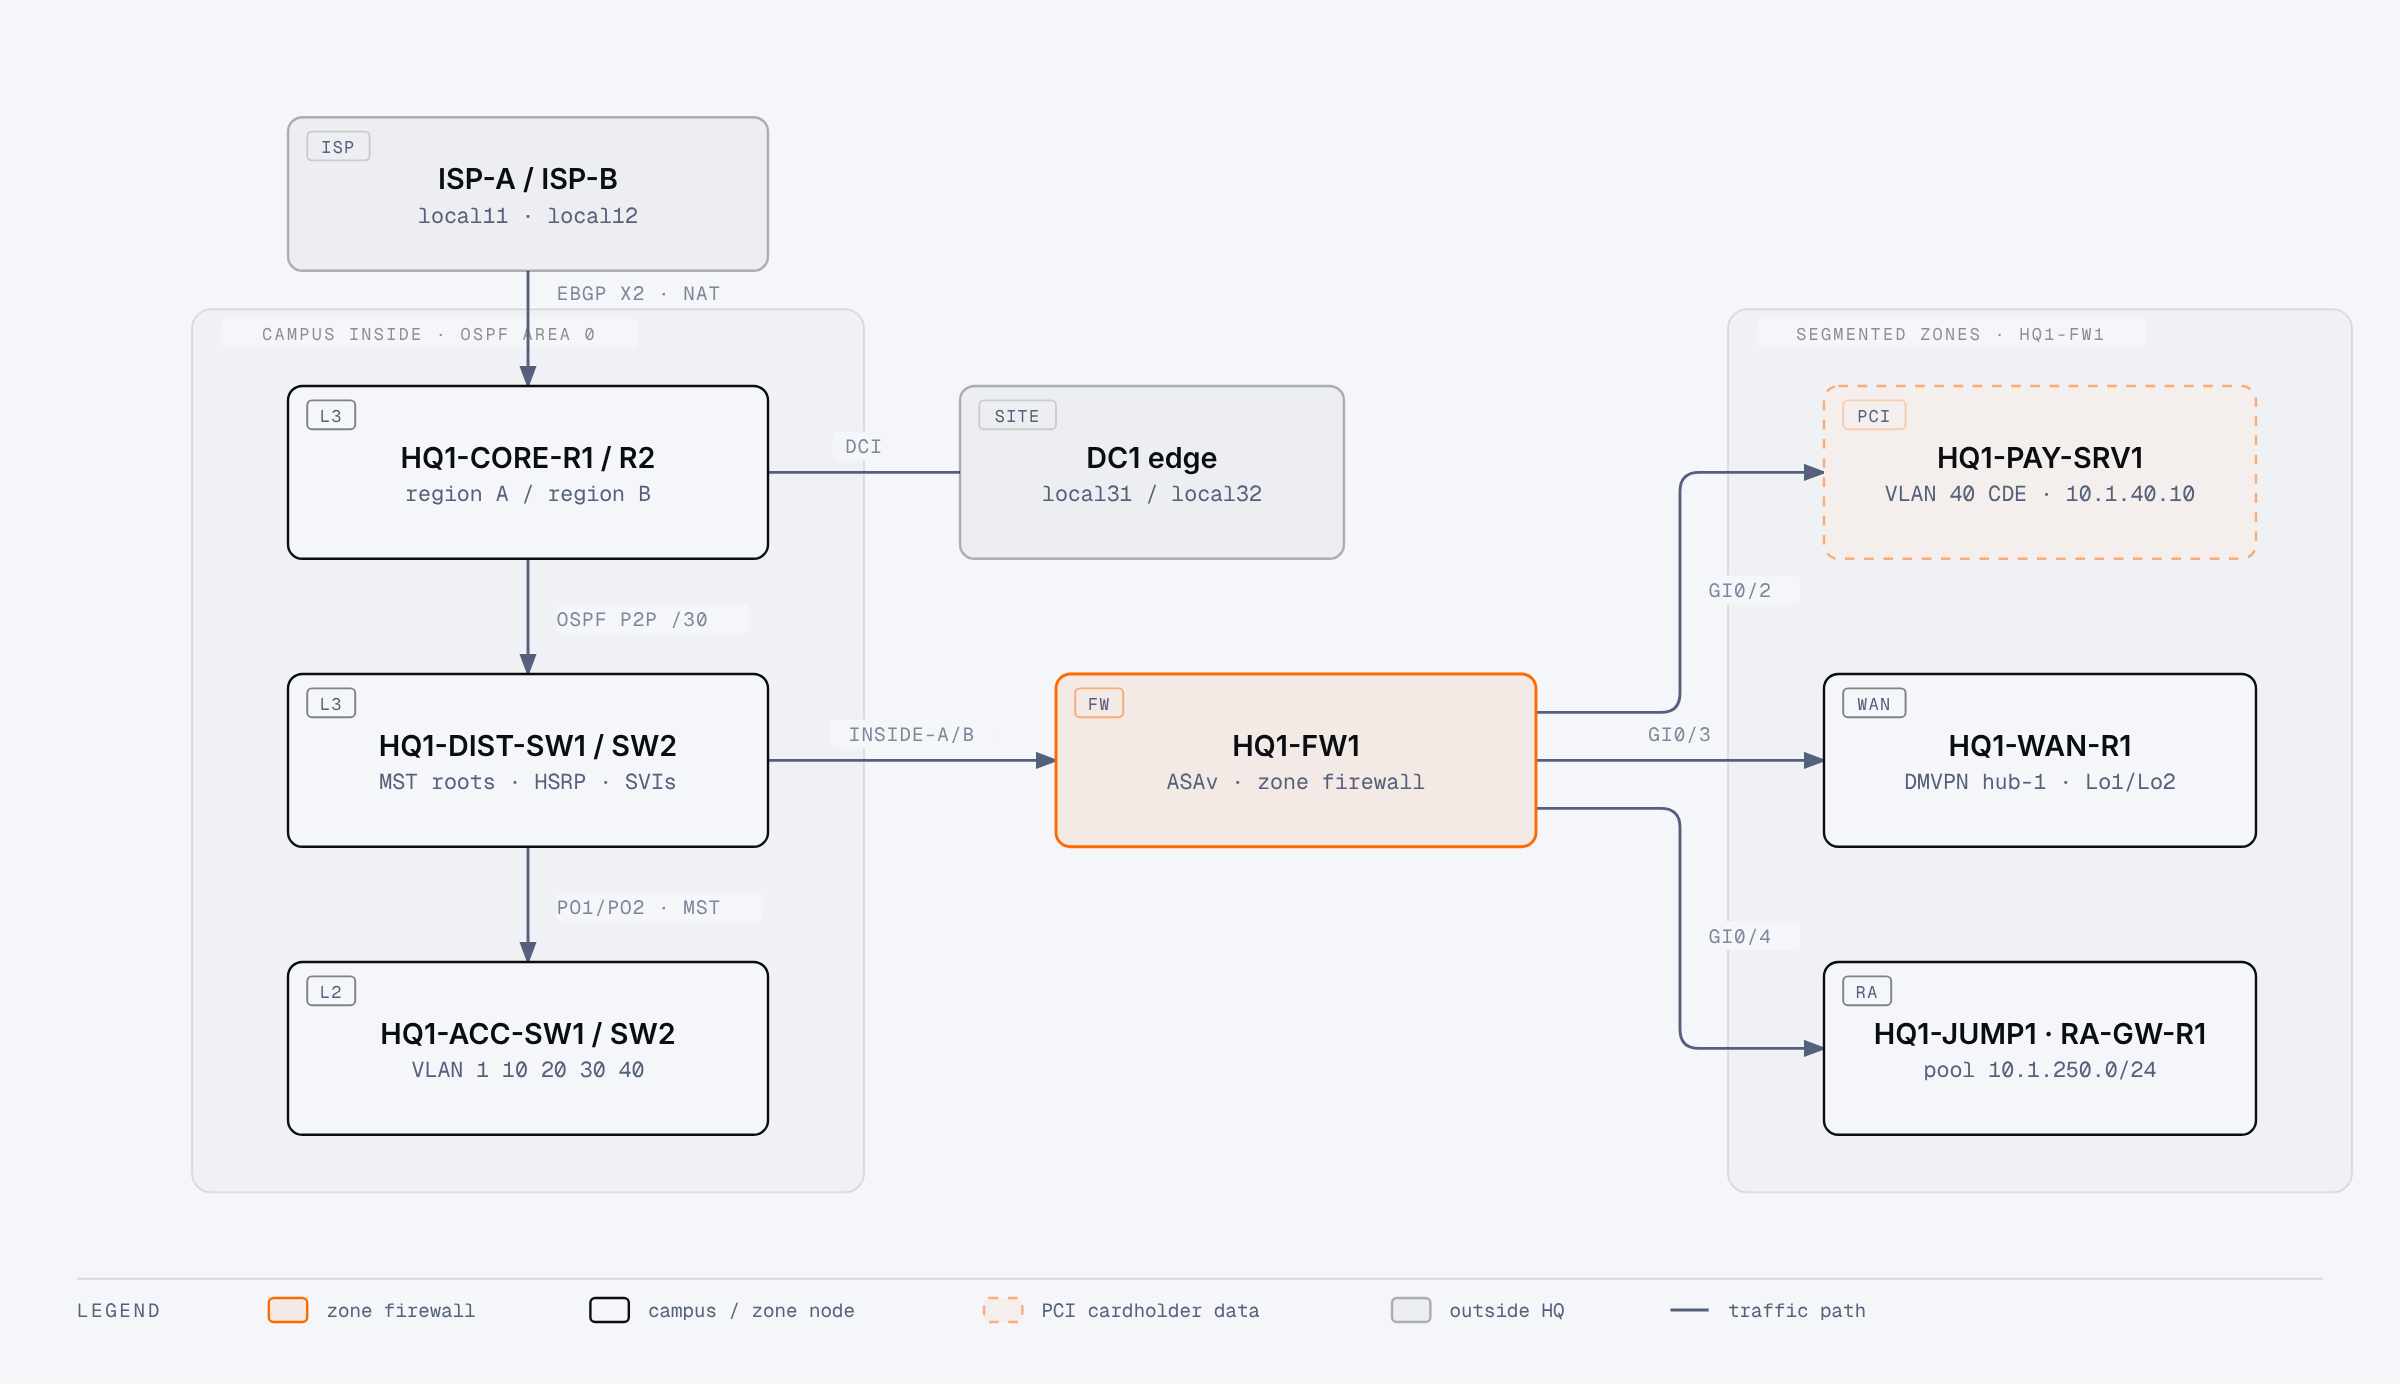 ISP
ISP-A / ISP-B
local11 · local12
EBGP X2 · NAT
CAMPUS INSIDE · OSPF AREA 0
SEGMENTED ZONES · HQ1-FW1
L3
HQ1-CORE-R1 / R2
region A / region B
DCI
SITE
DC1 edge
local31 / local32
PCI
HQ1-PAY-SRV1
VLAN 40 CDE · 10.1.40.10
GI0/2
OSPF P2P /30
L3
HQ1-DIST-SW1 / SW2
MST roots · HSRP · SVIs
INSIDE-A/B
FW
HQ1-FW1
ASAv · zone firewall
GI0/3
WAN
HQ1-WAN-R1
DMVPN hub-1 · Lo1/Lo2
PO1/PO2 · MST
GI0/4
L2
HQ1-ACC-SW1 / SW2
VLAN 1 10 20 30 40
RA
HQ1-JUMP1 · RA-GW-R1
pool 10.1.250.0/24
LEGEND
zone firewall
campus / zone node
PCI cardholder data
outside HQ
traffic path